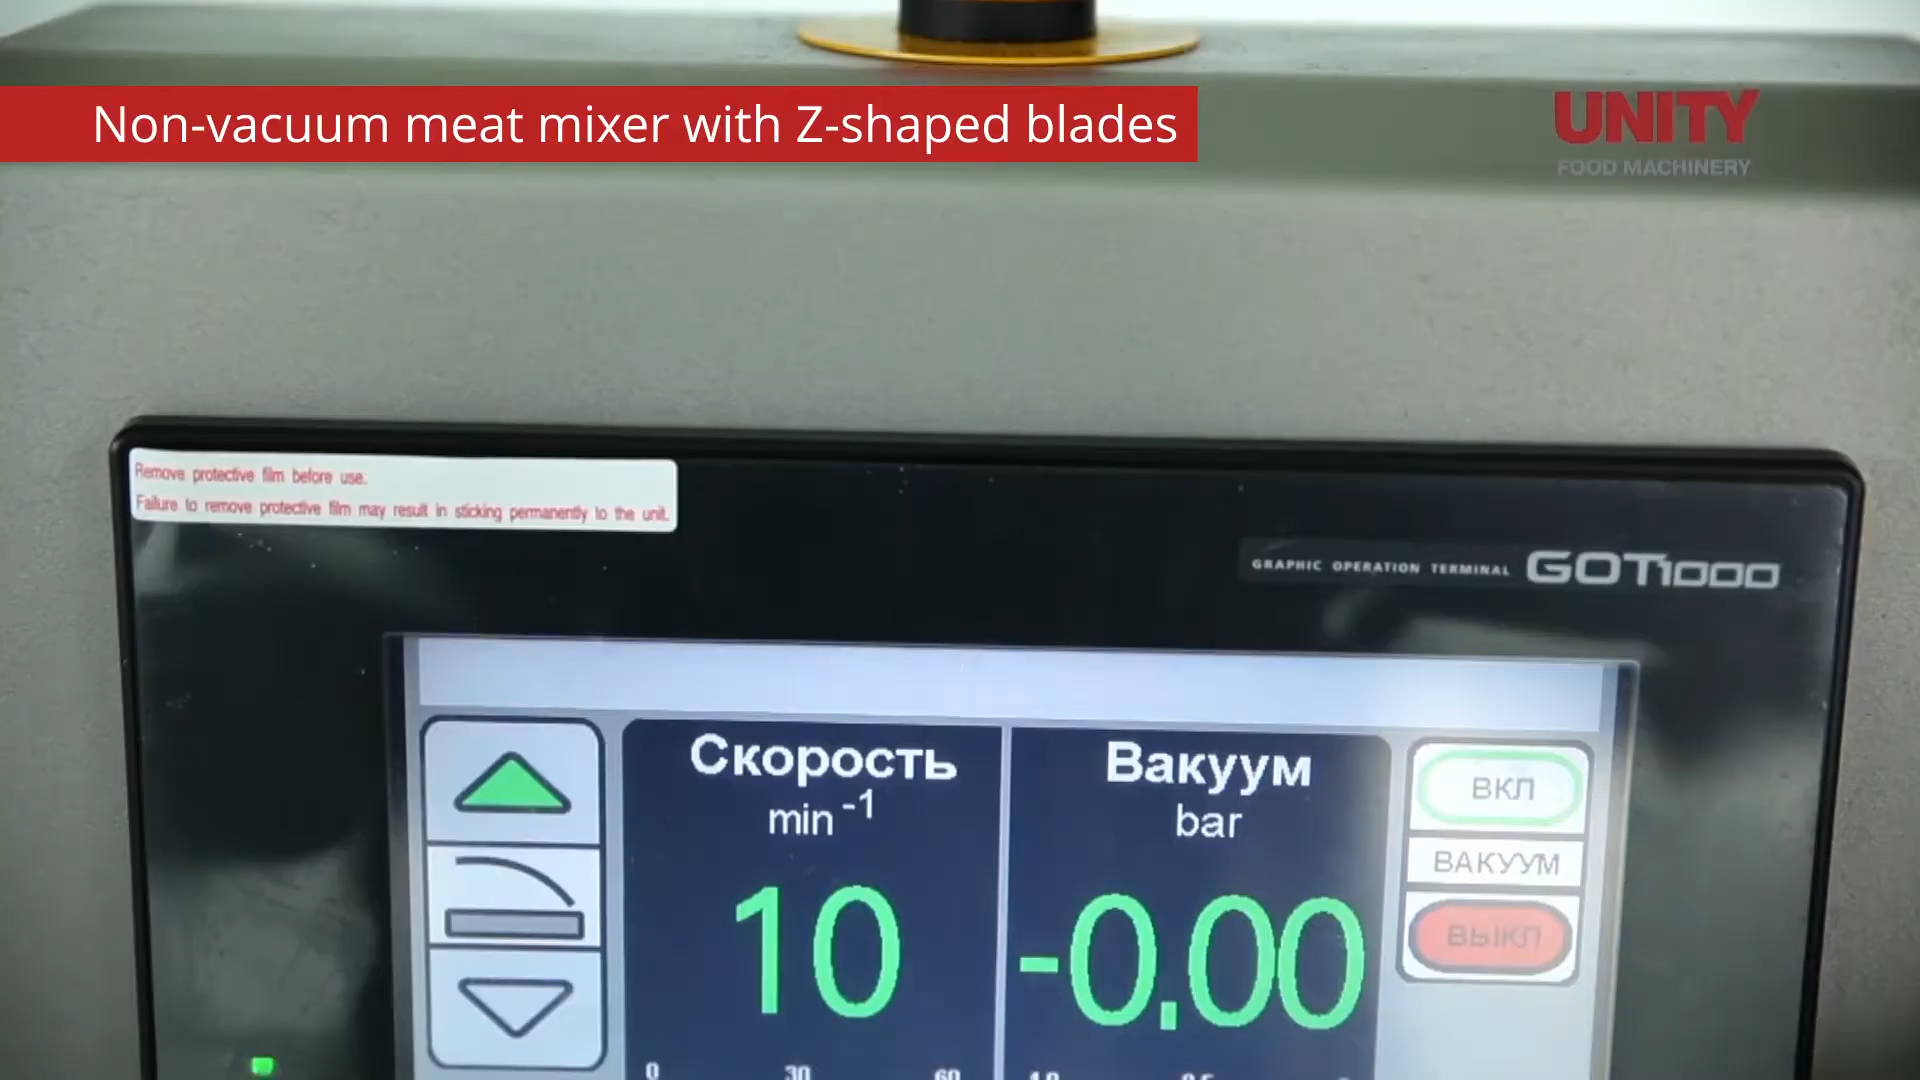 Non-vacuum meat mixer with Z-shaped blades
UNITY
FOOD MACHINERY
Remove protective film before use.
Failure to remove protective film may result in sticking permanently to the unit.
GRAPHIC OPERATION TERMINAL GOT1000
Скорость
min⁻¹
10
Вакуум
bar
-0.00
ВКЛ
ВАКУУМ
ВЫКЛ
0 30 60